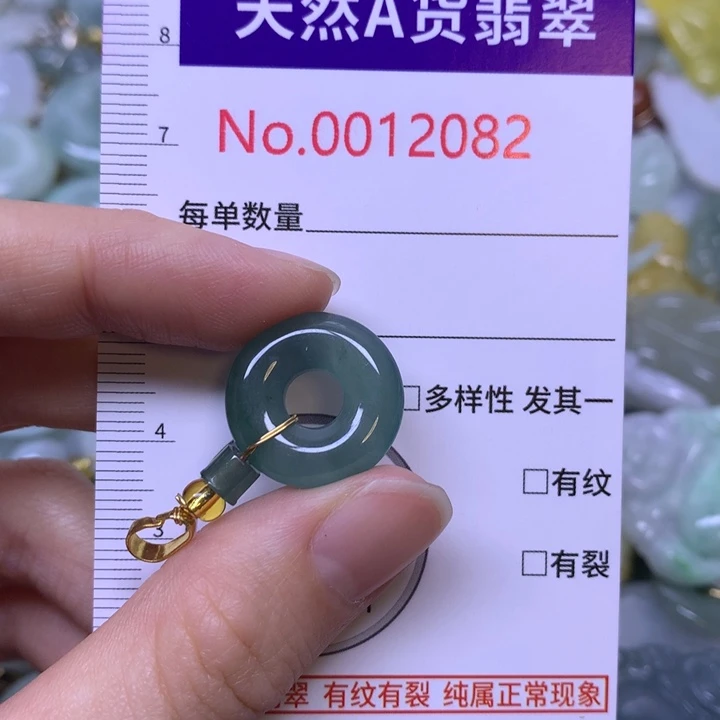 天然A货翡翠
8
No.0012082
7
每单数量
□多样性 发其一
4
□有纹
3
□有裂
翠 有纹有裂 纯属正常现象